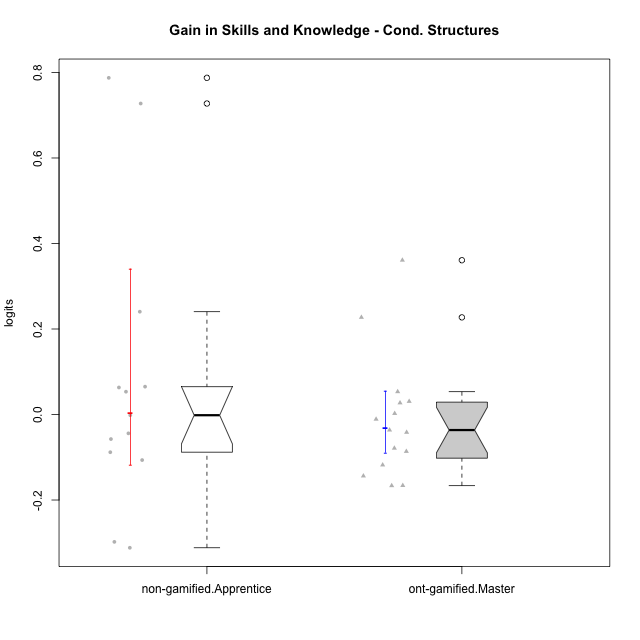 Gain in Skills and Knowledge - Cond. Structures
0.8
0.6
0.4
0.2
0.0
-0.2
logits
non-gamified.Apprentice
ont-gamified.Master